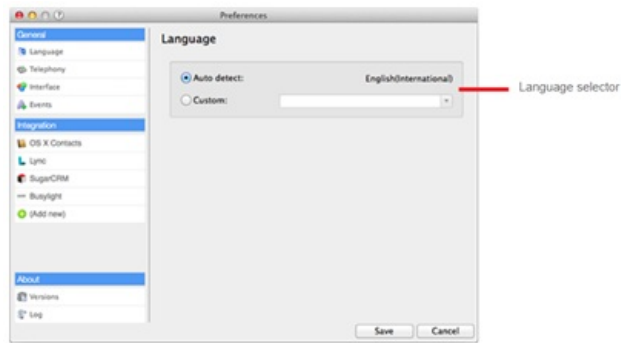 Preferences
General
Language
Telephony
Interface
Events
Integration
OS X Contacts
Lync
SugarCRM
Busylight
(Add new)
About
Versions
Log
Language
Auto detect:
English(International)
Custom:
Save
Cancel
Language selector